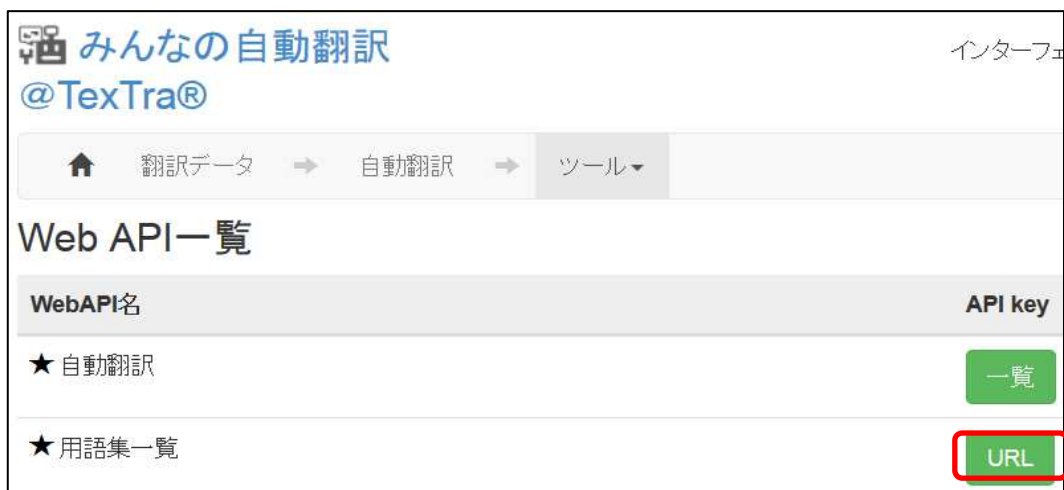 みんなの自動翻訳
@TexTra®
インターフェ
翻訳データ
自動翻訳
ツール
Web API一覧
WebAPI名
API key
★自動翻訳
一覧
★用語集一覧
URL